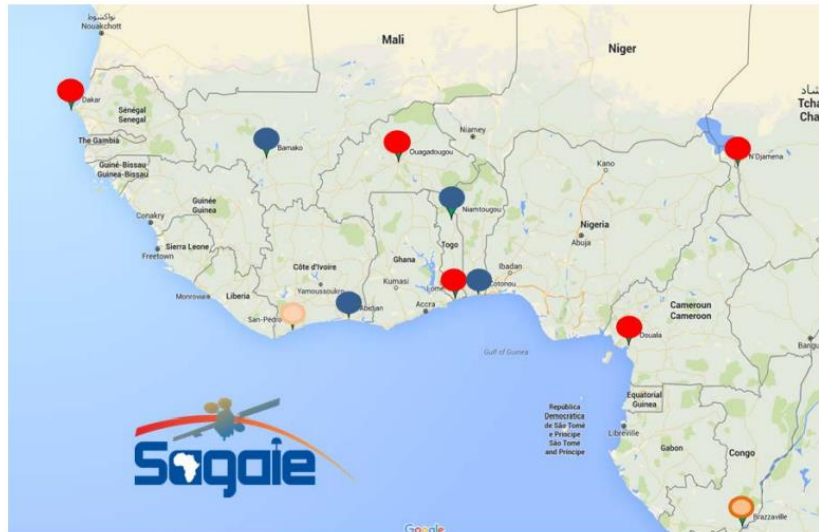 نواكشوط
Nouakchott
Mali
Niger
تشاد
Tchad
Dakar
Sénégal
Senegal
The Gambia
Bamako
Ouagadougou
Niamey
N'Djamena
Guiné-Bissau
Guinea-Bissau
Kano
Guinée
Guinea
Niamtougou
Conakry
Nigeria
Abuja
Sierra Leone
Freetown
Togo
Ghana
Ibadan
Côte d'Ivoire
Kumasi
Lomé
Cotonou
Yamoussoukro
Monrovia
Liberia
Accra
Abidjan
San-Pédro
Cameroun
Cameroon
Douala
Gulf of Guinea
Equatorial
Guinea
República
Democrática
de São Tomé
e Príncipe
São Tomé
and Príncipe
Libreville
Gabon
Congo
Sagaie
Brazzaville
Google